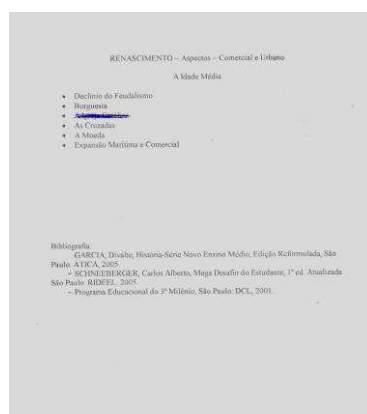 RENASCIMENTO – Aspectos – Comercial e Urbano
A Idade Média
• Declínio do Feudalismo
• Burguesia
• A Igreja Católica
• As Cruzadas
• A Moeda
• Expansão Marítima e Comercial
Bibliografia:
GARCIA, Divalte, História-Série Novo Ensino Médio, Edição Reformulada, São
Paulo: ÁTICA, 2005.
– SCHNEEBERGER, Carlos Alberto, Mega Desafio do Estudante, 1ª ed. Atualizada
São Paulo: RIDEEL, 2005.
– Programa Educacional do 3º Milênio, São Paulo: DCL, 2001.